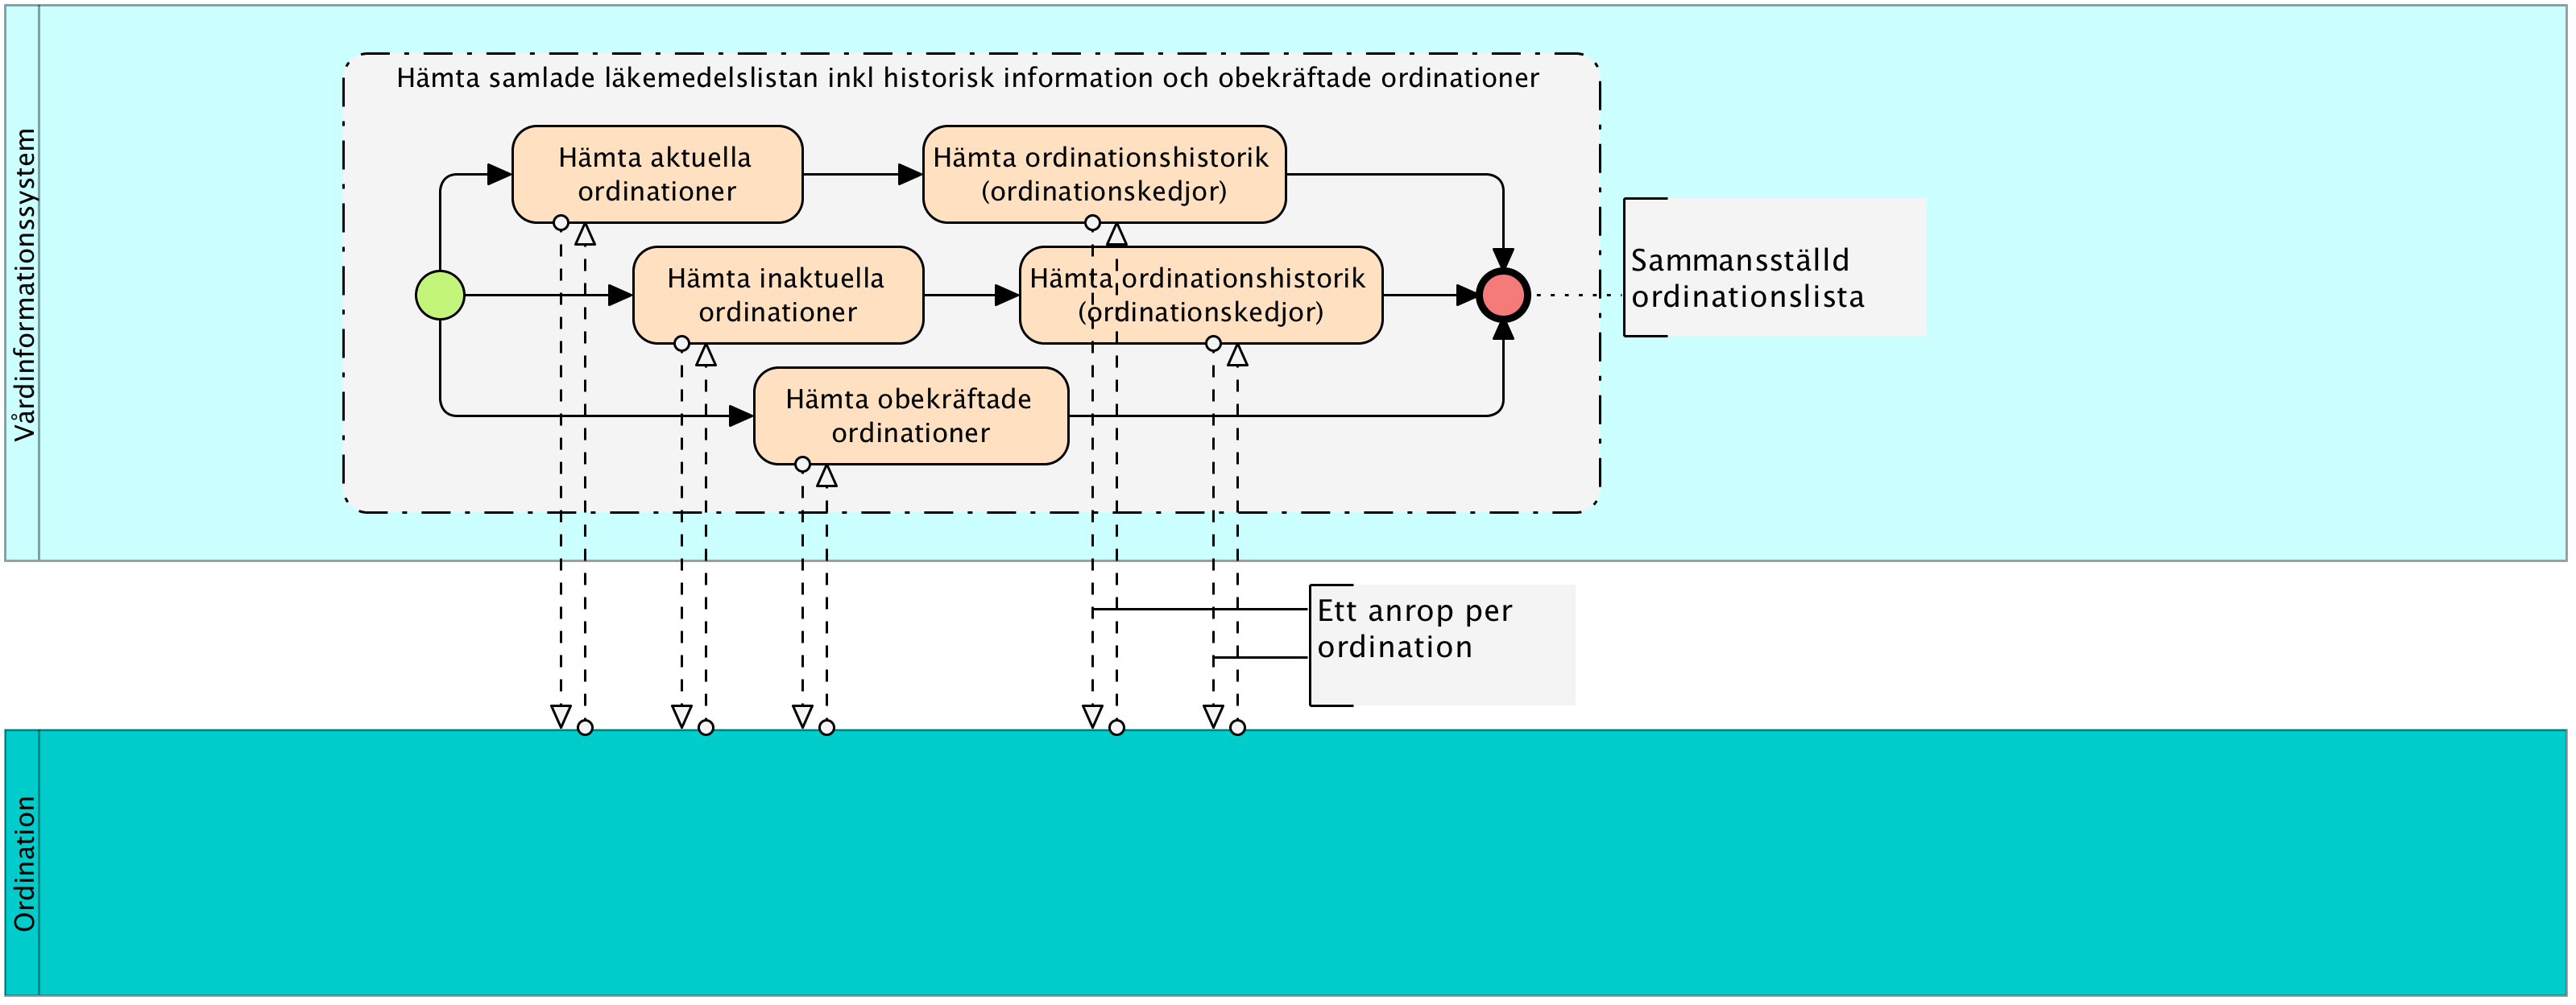 Vårdinformationssystem
Hämta samlade läkemedelslistan inkl historisk information och obekräftade ordinationer
Hämta aktuella
ordinationer
Hämta ordinationshistorik
(ordinationskedjor)
Hämta inaktuella
ordinationer
Hämta ordinationshistorik
(ordinationskedjor)
Hämta obekräftade
ordinationer
Sammansställd
ordinationslista
Ett anrop per
ordination
Ordination